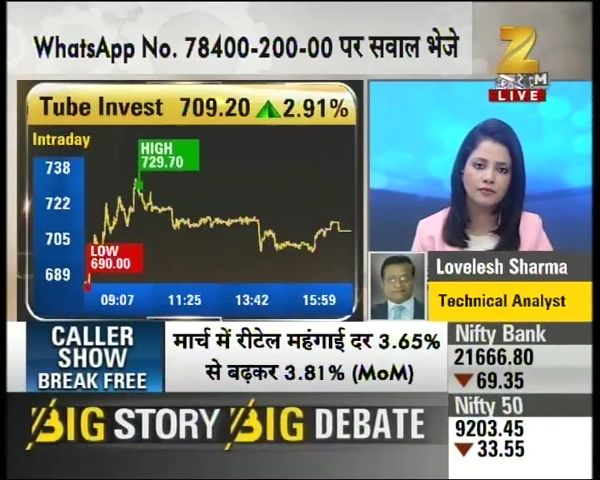 WhatsApp No. 78400-200-00 पर सवाल भेजे
Z
LIVE
Tube Invest 709.20 ▲2.91%
Intraday
738
722
705
689
HIGH
729.70
LOW
690.00
09:07 11:25 13:42 15:59
Lovelesh Sharma
Technical Analyst
CALLER
SHOW
BREAK FREE
मार्च में रीटेल महंगाई दर 3.65%
से बढ़कर 3.81% (MoM)
Nifty Bank
21666.80
▼69.35
Nifty 50
9203.45
▼33.55
BIG STORY BIG DEBATE